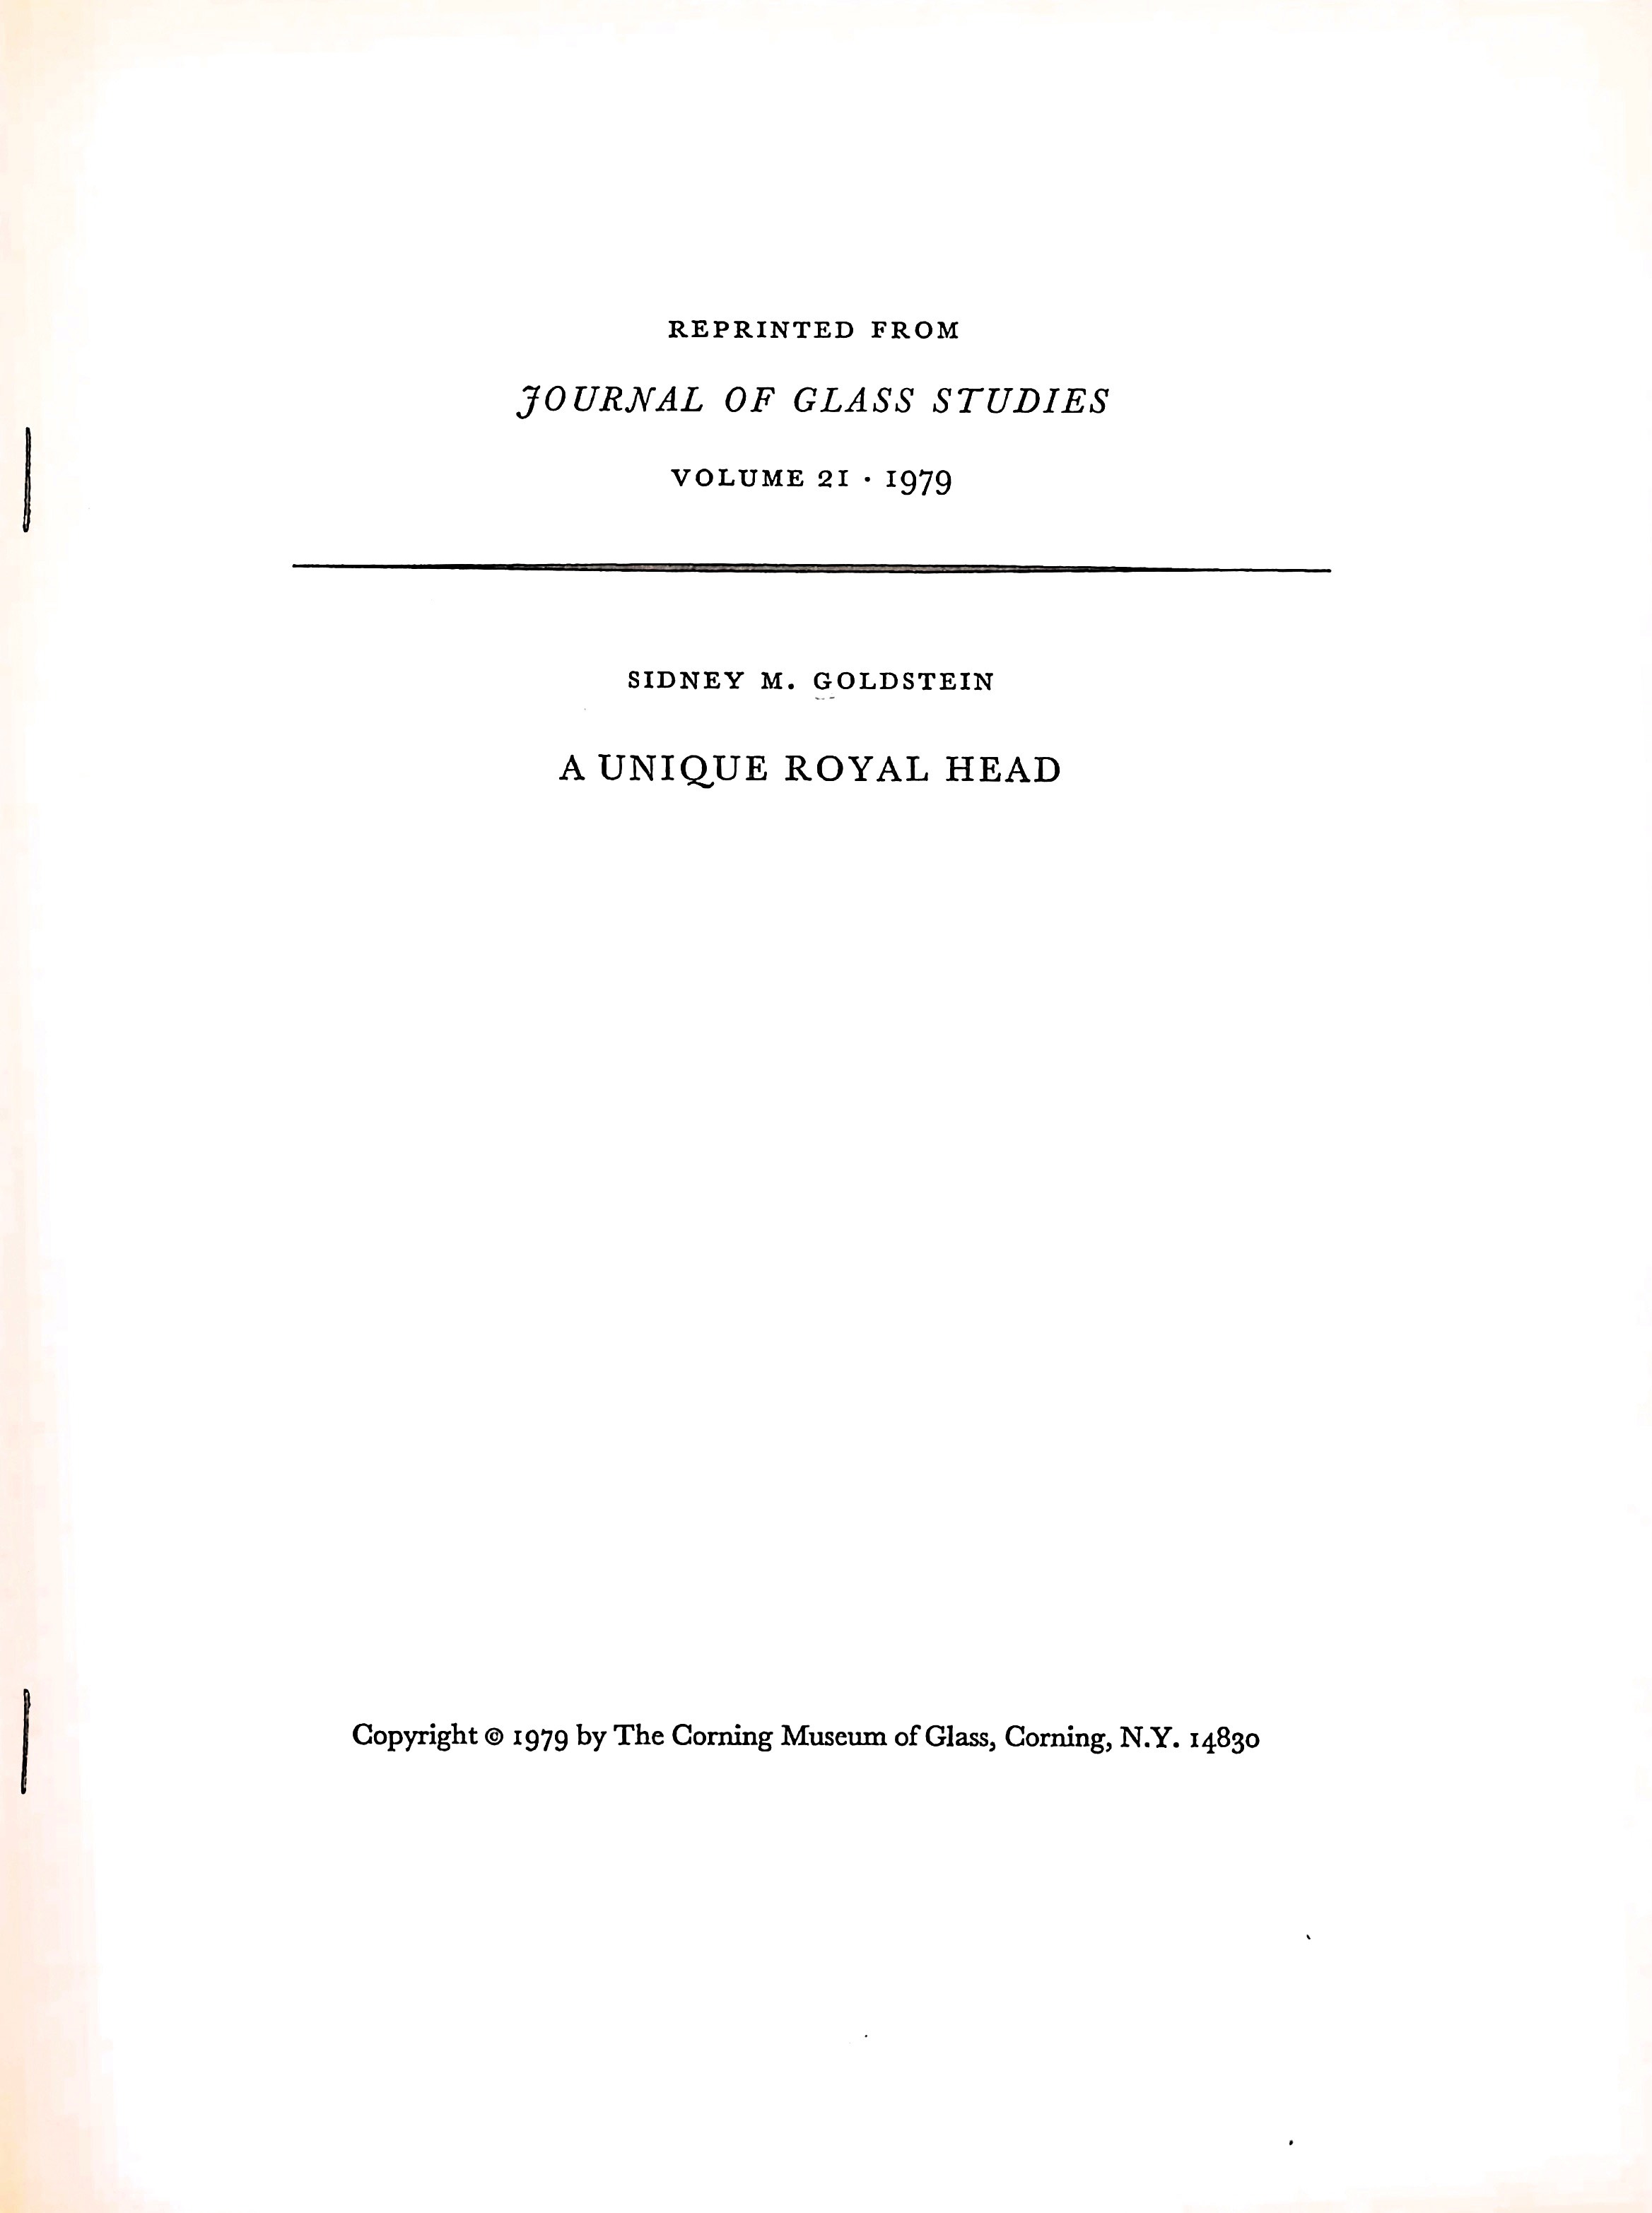 REPRINTED FROM
JOURNAL OF GLASS STUDIES
VOLUME 21 · 1979
SIDNEY M. GOLDSTEIN
A UNIQUE ROYAL HEAD
Copyright © 1979 by The Corning Museum of Glass, Corning, N.Y. 14830